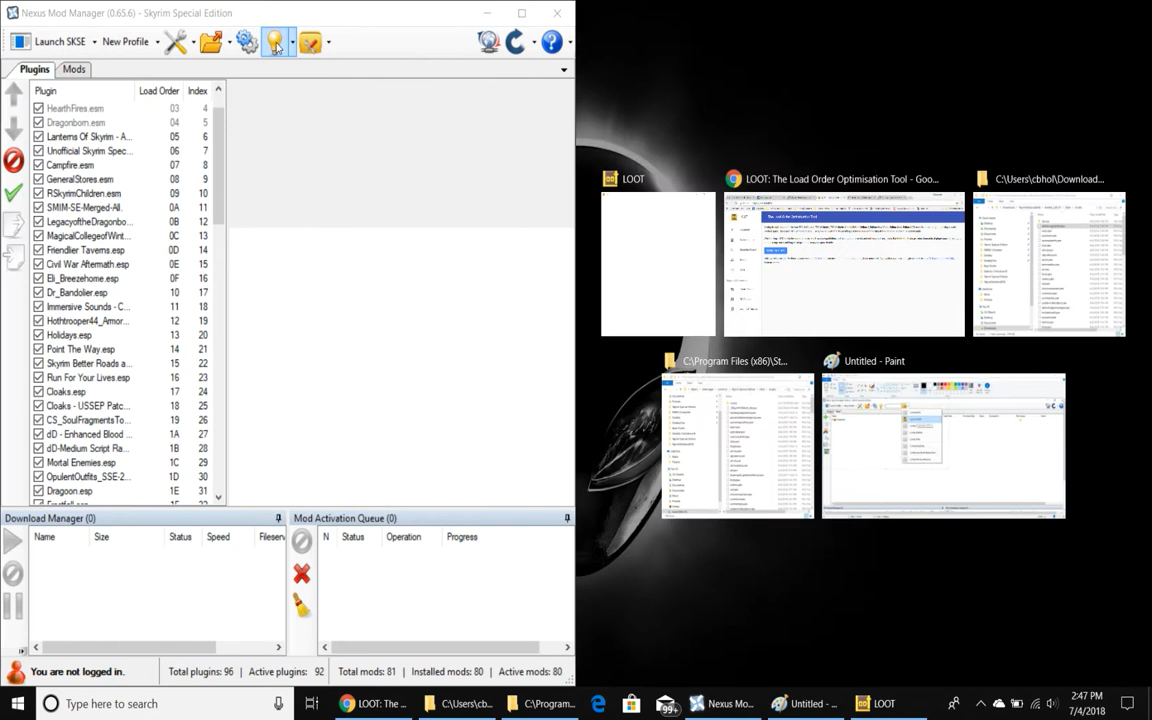 Nexus Mod Manager (0.65.6) - Skyrim Special Edition
Launch SKSE
New Profile
Plugins
Mods
Plugin Load Order Index
HearthFires.esm 03 4
Dragonborn.esm 04 5
Lanterns Of Skyrim - A... 05 6
Unofficial Skyrim Spec... 06 7
Campfire.esm 07 8
GeneralStores.esm 08 9
RSkyrimChildren.esm 09 10
SMIM-SE-Merged-All. 0A 11
LegacyoftheDragonbo.. 0B 12
MagicalCollegeofWint.. 0C 13
Friendlier Taverns.esp 0D 14
Civil War Aftermath.esp 0E 15
Eli_Breezehome.esp 0F 16
Dr_Bandolier.esp 10 17
Immersive Sounds - C... 11 18
Hothtrooper44_Armor... 12 19
Holidays.esp 13 20
Point The Way.esp 14 21
Skyrim Better Roads a... 15 22
Run For Your Lives.esp 16 23
Cloaks.esp 17 24
Cloaks - USSEP Patc... 18 25
CS_SoulFragmentsTo... 19 26
dD - Enhanced Blood ... 1A 27
dD-Medium Script Ra... 1B 28
Mortal Enemies.esp 1C 29
OpulentOutfits_SSE-2... 1D 30
Dragoon.esp 1E 31
Download Manager (0)
Name Size Status Speed Fileserv
Mod Activation Queue (0)
N Status Operation Progress
You are not logged in.
Total plugins: 96
Active plugins: 92
Total mods: 81
Installed mods: 80
Active mods: 80
LOOT
LOOT: The Load Order Optimisation Tool - Goo...
C:\Users\cbhol\Download...
C:\Program Files (x86)\St...
Untitled - Paint
Type here to search
LOOT: The ...
C:\Users\cb...
C:\Program...
99+
Nexus Mo...
Untitled - ...
LOOT
2:47 PM
7/4/2018